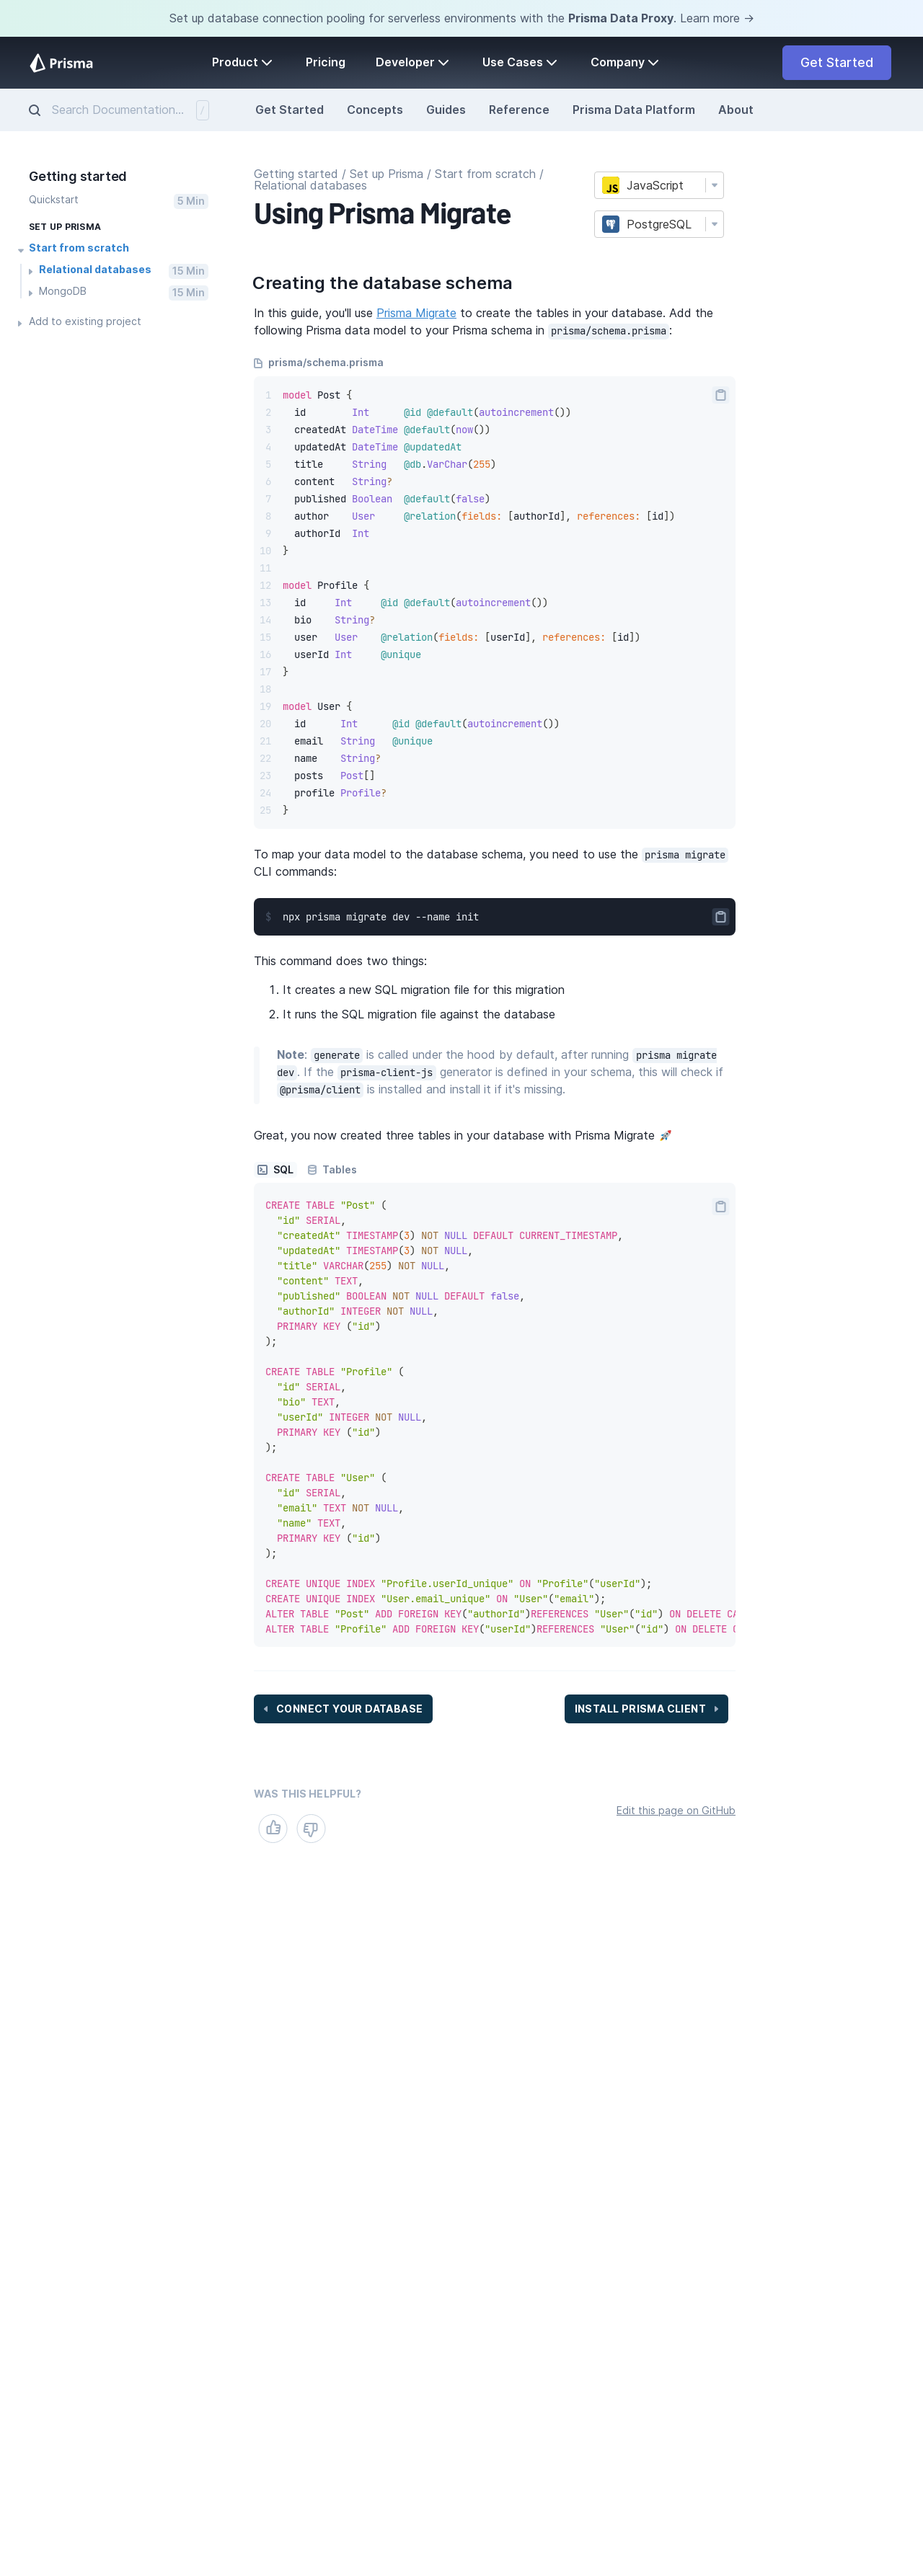 Set up database connection pooling for serverless environments with the Prisma Data Proxy. Learn more →
Prisma
Product
Pricing
Developer
Use Cases
Company
Get Started
Search Documentation...
/
Get Started
Concepts
Guides
Reference
Prisma Data Platform
About
Getting started
Quickstart
5 Min
SET UP PRISMA
Start from scratch
Relational databases
15 Min
MongoDB
15 Min
Add to existing project
Getting started / Set up Prisma / Start from scratch /
Relational databases
Using Prisma Migrate
JS JavaScript
PostgreSQL
Creating the database schema
In this guide, you'll use Prisma Migrate to create the tables in your database. Add the
following Prisma data model to your Prisma schema in prisma/schema.prisma :
prisma/schema.prisma
1 model Post {
2   id        Int      @id @default(autoincrement())
3   createdAt DateTime @default(now())
4   updatedAt DateTime @updatedAt
5   title     String   @db.VarChar(255)
6   content   String?
7   published Boolean  @default(false)
8   author    User     @relation(fields: [authorId], references: [id])
9   authorId  Int
10 }
11
12 model Profile {
13   id     Int     @id @default(autoincrement())
14   bio    String?
15   user   User    @relation(fields: [userId], references: [id])
16   userId Int     @unique
17 }
18
19 model User {
20   id      Int      @id @default(autoincrement())
21   email   String   @unique
22   name    String?
23   posts   Post[]
24   profile Profile?
25 }
To map your data model to the database schema, you need to use the prisma migrate
CLI commands:
$ npx prisma migrate dev --name init
This command does two things:
1. It creates a new SQL migration file for this migration
2. It runs the SQL migration file against the database
Note: generate is called under the hood by default, after running prisma migrate
dev . If the prisma-client-js generator is defined in your schema, this will check if
@prisma/client is installed and install it if it's missing.
Great, you now created three tables in your database with Prisma Migrate 🚀
SQL
Tables
CREATE TABLE "Post" (
  "id" SERIAL,
  "createdAt" TIMESTAMP(3) NOT NULL DEFAULT CURRENT_TIMESTAMP,
  "updatedAt" TIMESTAMP(3) NOT NULL,
  "title" VARCHAR(255) NOT NULL,
  "content" TEXT,
  "published" BOOLEAN NOT NULL DEFAULT false,
  "authorId" INTEGER NOT NULL,
  PRIMARY KEY ("id")
);
CREATE TABLE "Profile" (
  "id" SERIAL,
  "bio" TEXT,
  "userId" INTEGER NOT NULL,
  PRIMARY KEY ("id")
);
CREATE TABLE "User" (
  "id" SERIAL,
  "email" TEXT NOT NULL,
  "name" TEXT,
  PRIMARY KEY ("id")
);
CREATE UNIQUE INDEX "Profile.userId_unique" ON "Profile"("userId");
CREATE UNIQUE INDEX "User.email_unique" ON "User"("email");
ALTER TABLE "Post" ADD FOREIGN KEY("authorId")REFERENCES "User"("id") ON DELETE CA
ALTER TABLE "Profile" ADD FOREIGN KEY("userId")REFERENCES "User"("id") ON DELETE
CONNECT YOUR DATABASE
INSTALL PRISMA CLIENT
WAS THIS HELPFUL?
Edit this page on GitHub